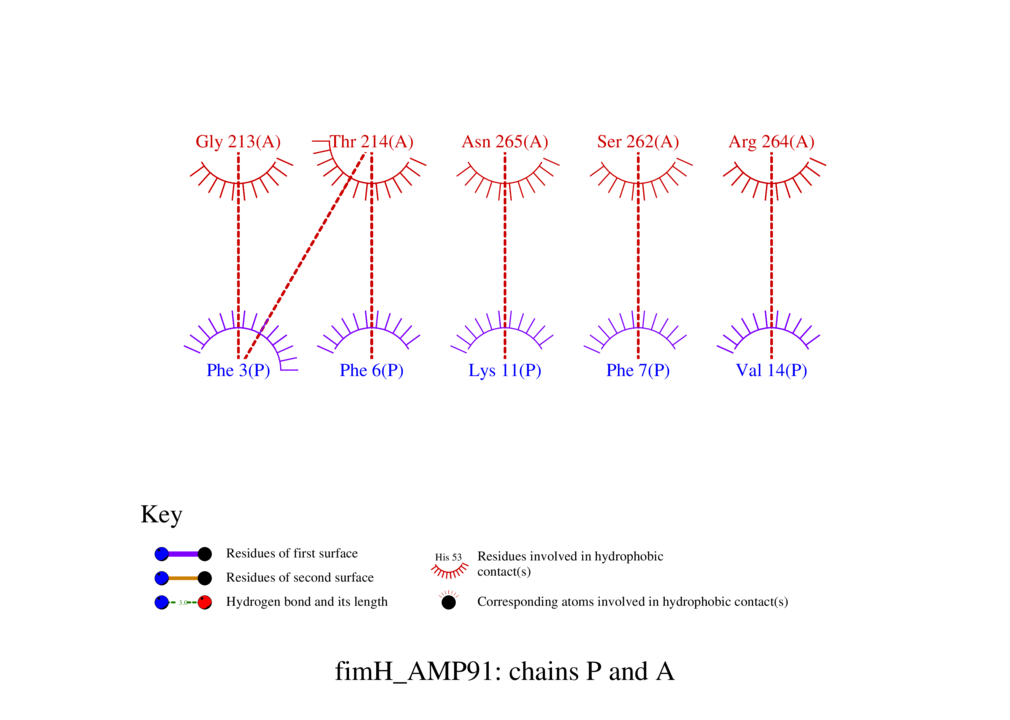 Gly 213(A) Thr 214(A) Asn 265(A) Ser 262(A) Arg 264(A)
Phe 3(P) Phe 6(P) Lys 11(P) Phe 7(P) Val 14(P)
Key
Residues of first surface
Residues of second surface
3.0
Hydrogen bond and its length
His 53
Residues involved in hydrophobic
contact(s)
Corresponding atoms involved in hydrophobic contact(s)
fimH_AMP91: chains P and A